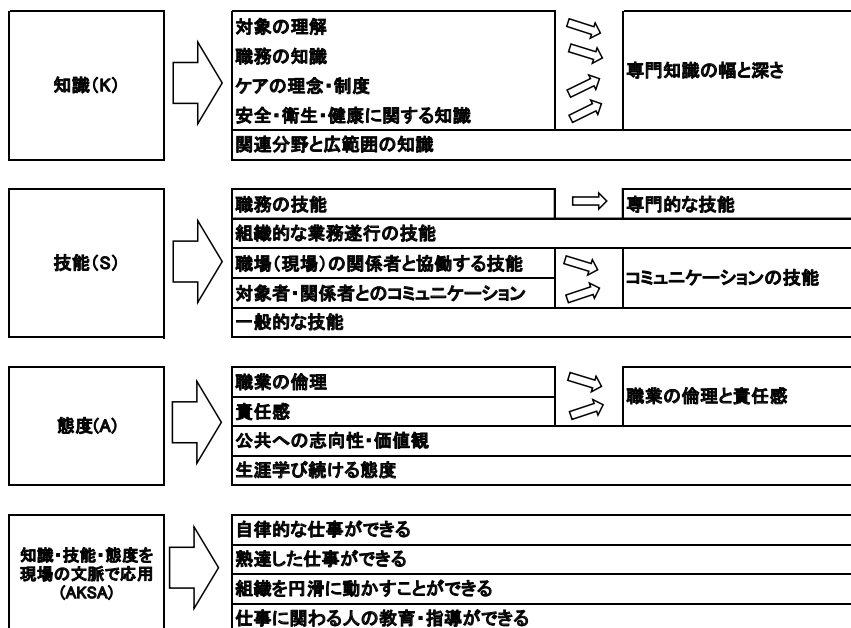 対象の理解
職務の知識
知識(K)
ケアの理念・制度
専門知識の幅と深さ
安全・衛生・健康に関する知識
関連分野と広範囲の知識
職務の技能
専門的な技能
組織的な業務遂行の技能
技能(S)
職場(現場)の関係者と協働する技能
対象者・関係者とのコミュニケーション
コミュニケーションの技能
一般的な技能
職業の倫理
責任感
職業の倫理と責任感
態度(A)
公共への志向性・価値観
生涯学び続ける態度
知識・技能・態度を
現場の文脈で応用
(AKSA)
自律的な仕事ができる
熟達した仕事ができる
組織を円滑に動かすことができる
仕事に関わる人の教育・指導ができる